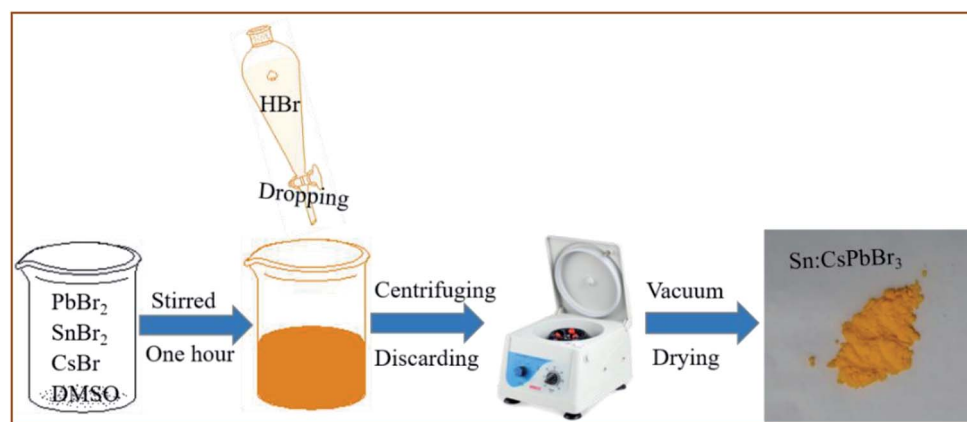 HBr
Dropping
PbBr₂
SnBr₂
CsBr
DMSO
Stirred
One hour
Centrifuging
Discarding
Vacuum
Drying
Sn:CsPbBr₃